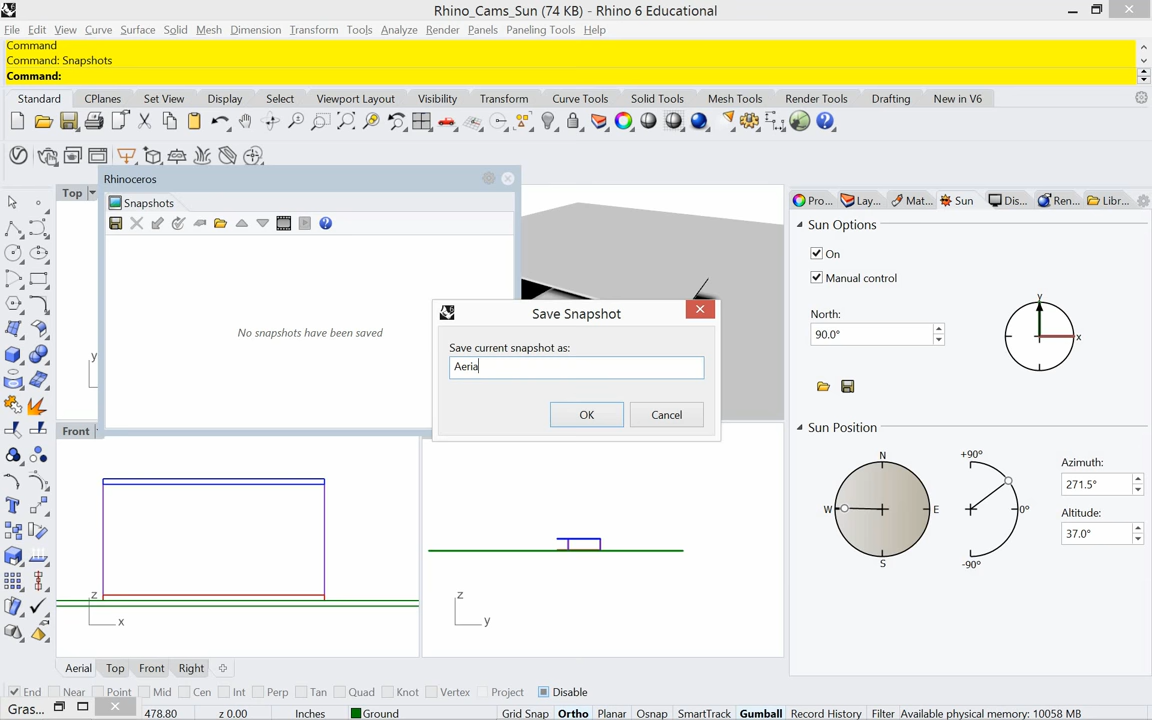 Rhino_Cams_Sun (74 KB) - Rhino 6 Educational
File Edit View Curve Surface Solid Mesh Dimension Transform Tools Analyze Render Panels Paneling Tools Help
Command
Command: Snapshots
Command:
Standard CPlanes Set View Display Select Viewport Layout Visibility Transform Curve Tools Solid Tools Mesh Tools Render Tools Drafting New in V6
Top
Rhinoceros
Snapshots
No snapshots have been saved
y
Save Snapshot
Save current snapshot as:
Aeria
OK Cancel
Pro... Lay... Mat... Sun Dis... Ren... Libr...
Sun Options
On
Manual control
North:
90.0°
y
x
Sun Position
N
W E
S
+90°
0°
-90°
Azimuth:
271.5°
Altitude:
37.0°
Front
z
x
z
y
Aerial Top Front Right
End Near Point Mid Cen Int Perp Tan Quad Knot Vertex Project Disable
Gras... 478.80 z 0.00 Inches Ground Grid Snap Ortho Planar Osnap SmartTrack Gumball Record History Filter Available physical memory: 10058 MB